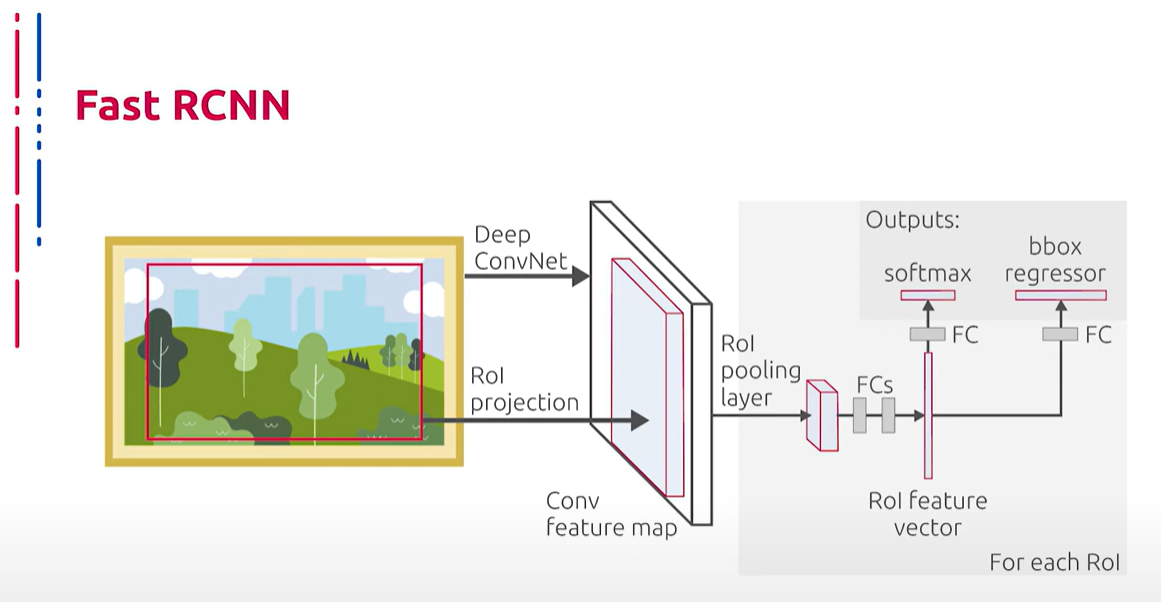 Fast RCNN
Deep
ConvNet
RoI
projection
Conv
feature map
RoI
pooling
layer
FCs
RoI feature
vector
Outputs:
softmax
bbox
regressor
FC
FC
For each RoI